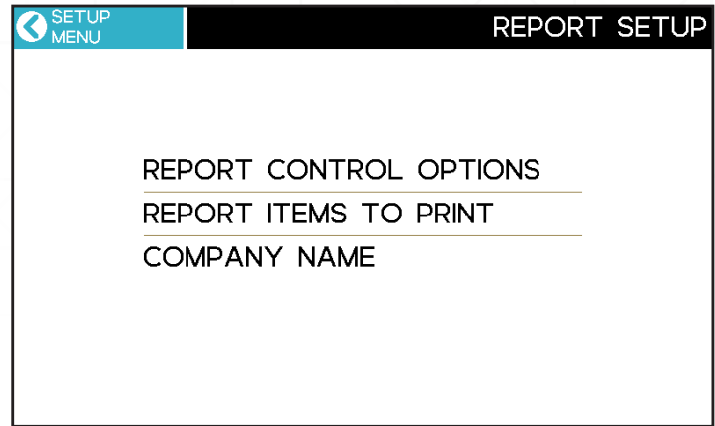 SETUP
MENU
REPORT SETUP
REPORT CONTROL OPTIONS
REPORT ITEMS TO PRINT
COMPANY NAME